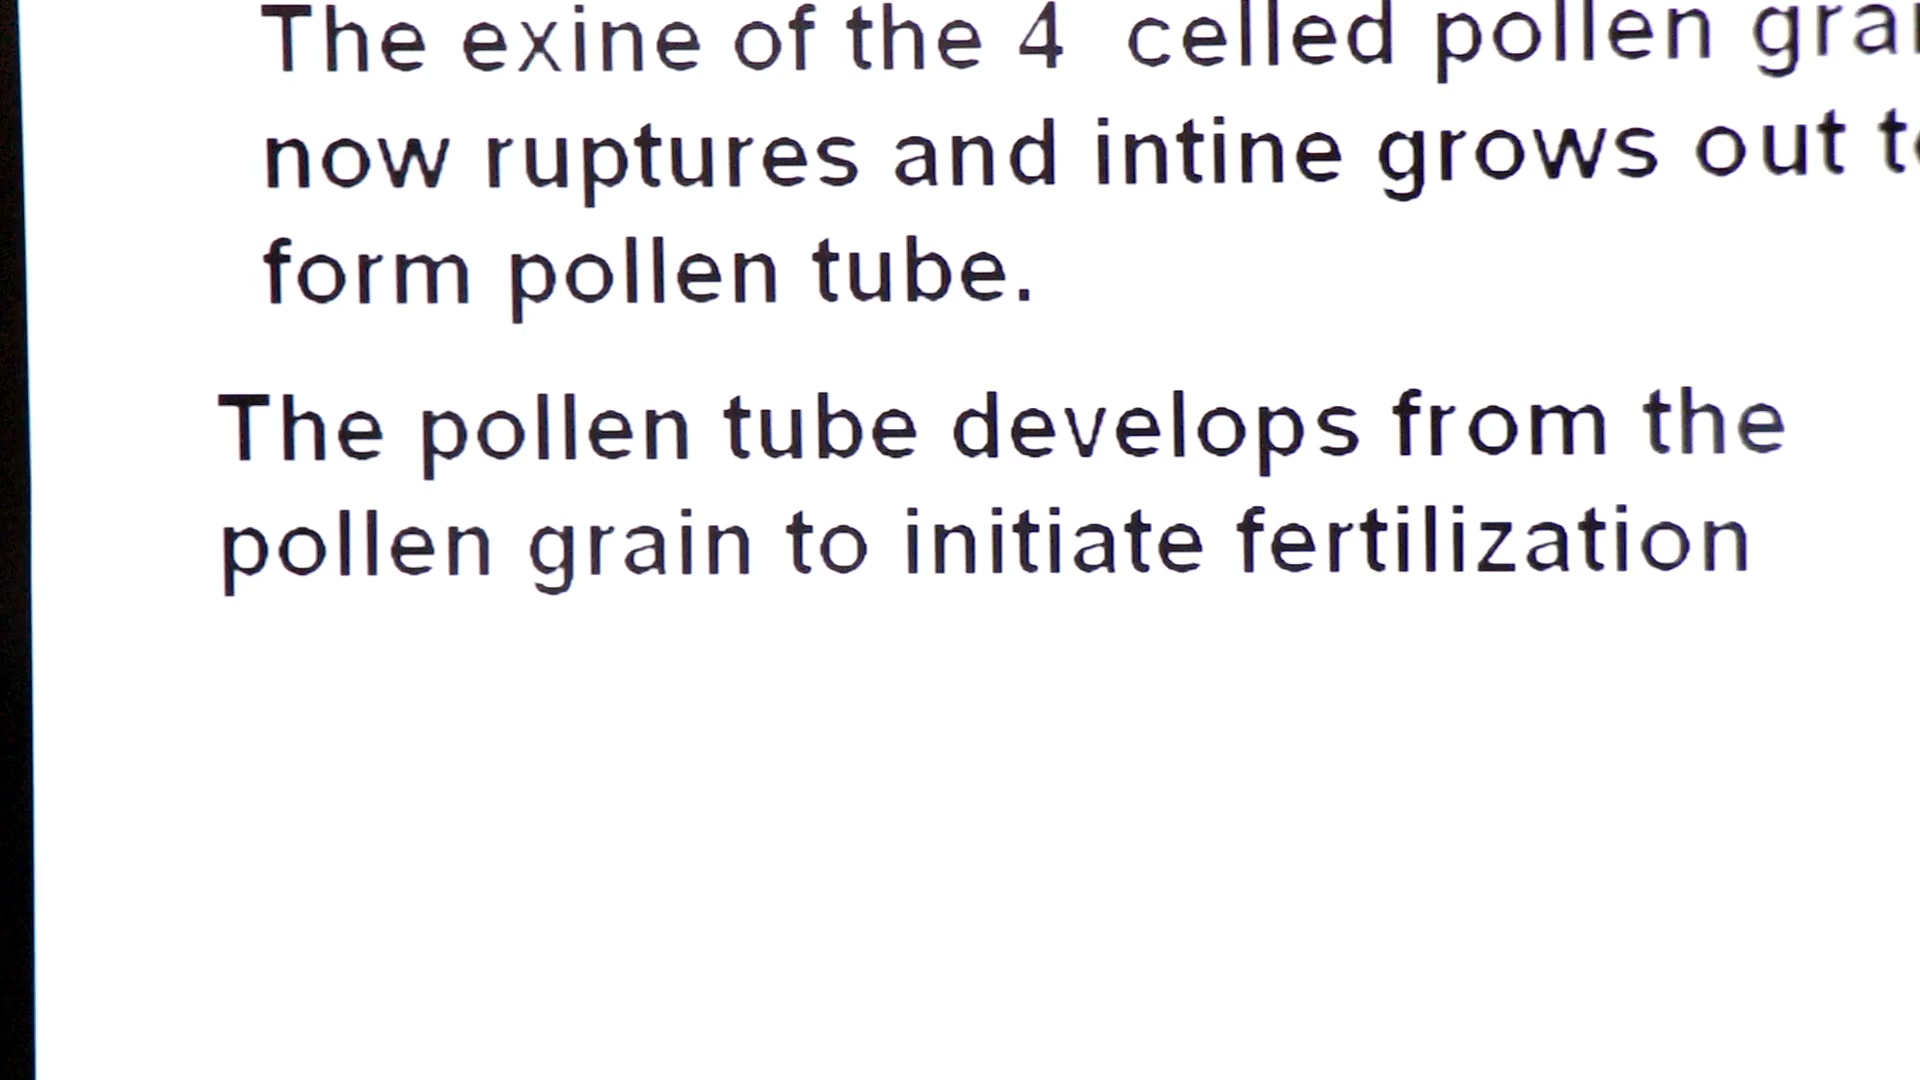 The exine of the 4 celled pollen
now ruptures and intine grows out
form pollen tube.
The pollen tube develops from the
pollen grain to initiate fertilization